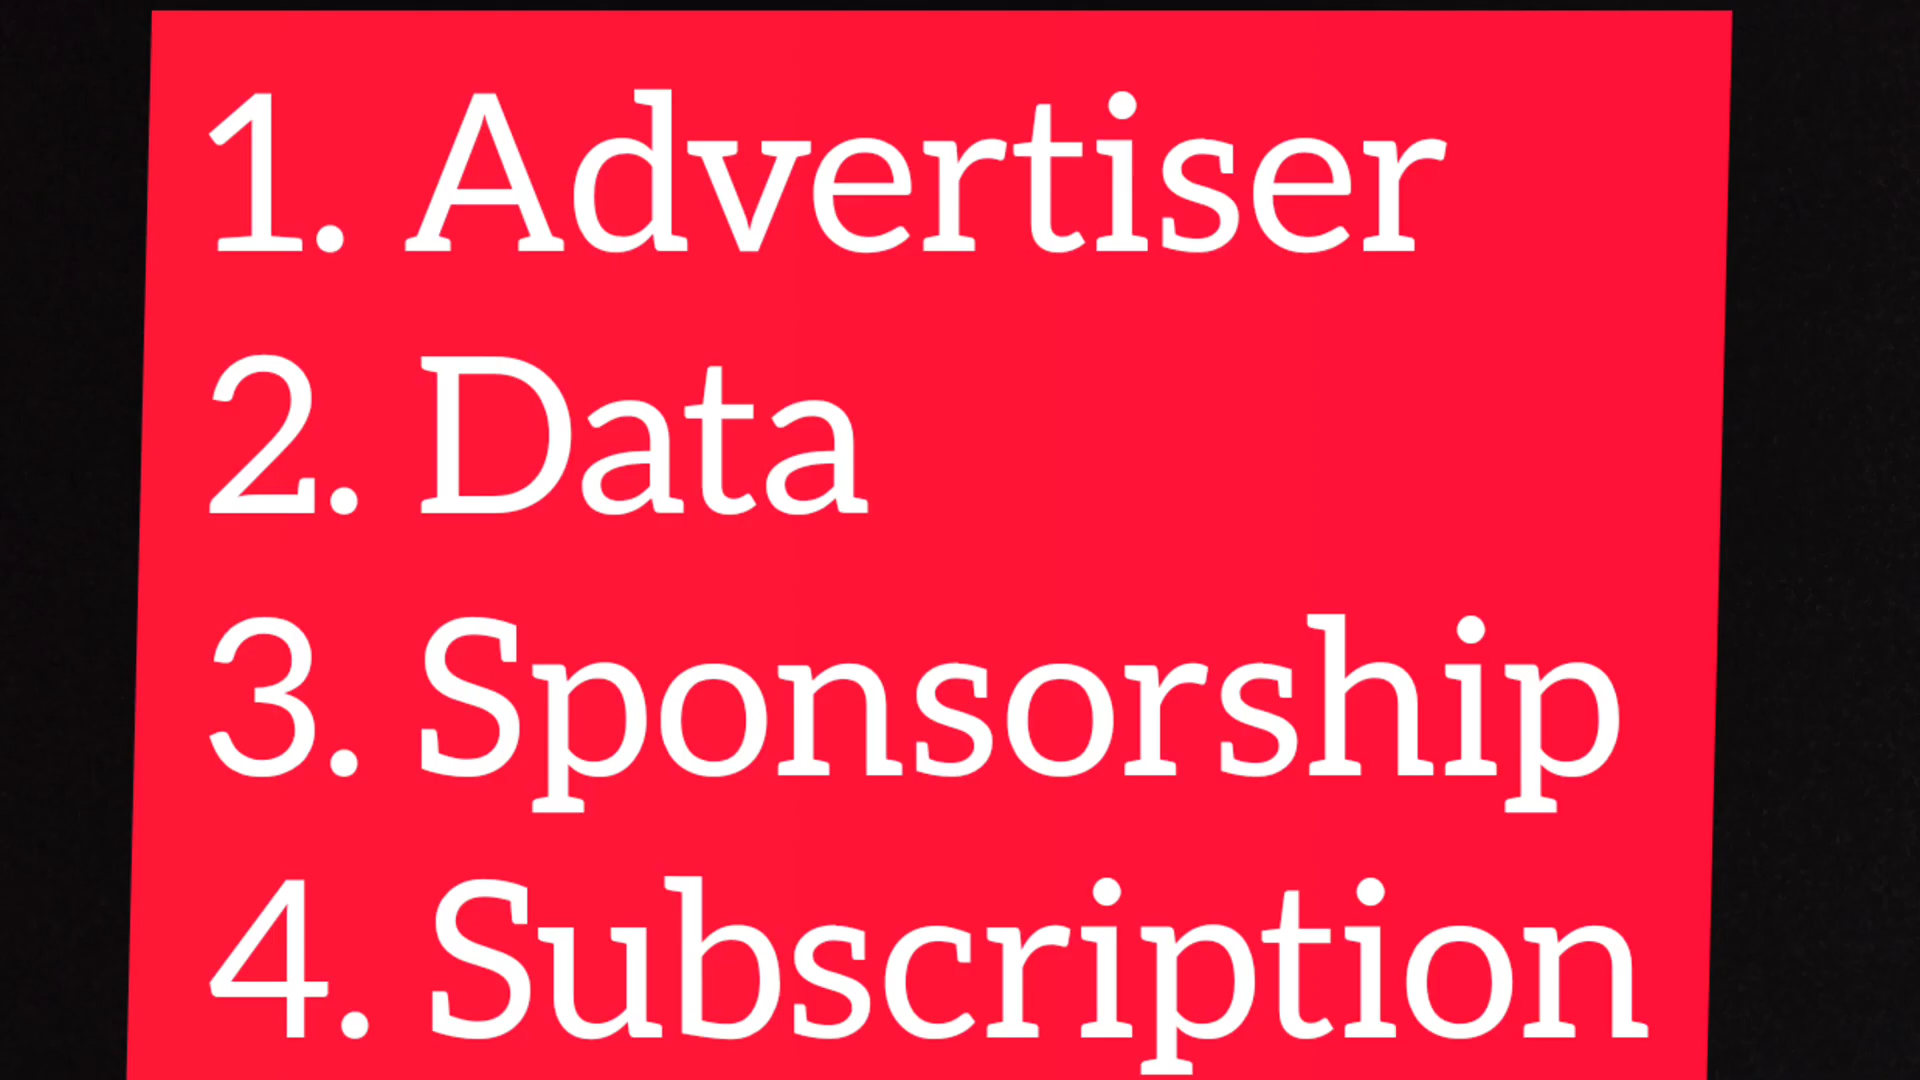 1. Advertiser
2. Data
3. Sponsorship
4. Subscription